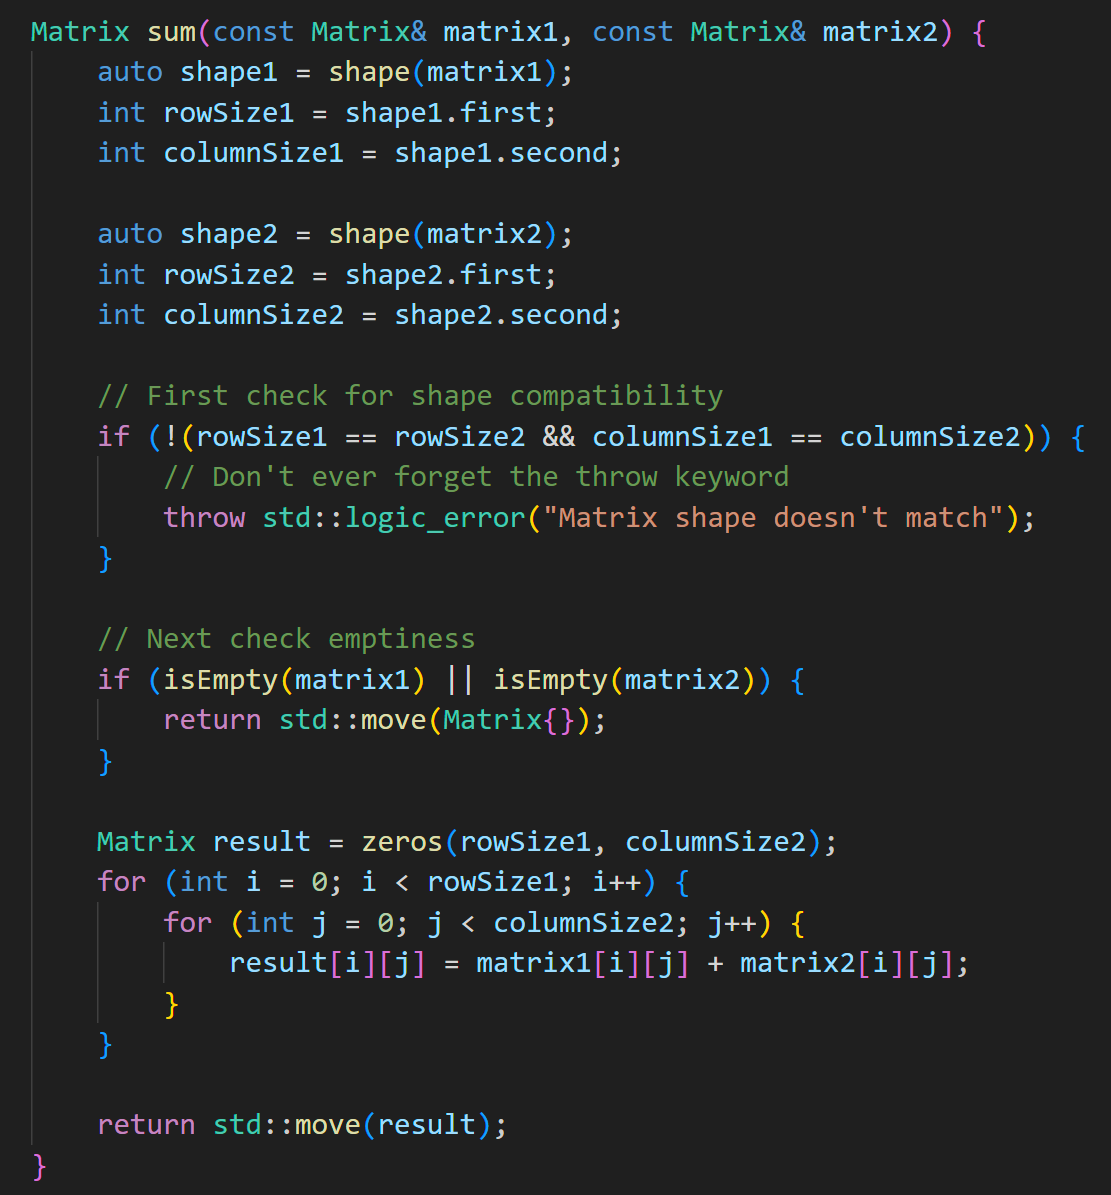 Matrix sum(const Matrix& matrix1, const Matrix& matrix2) {
    auto shape1 = shape(matrix1);
    int rowSize1 = shape1.first;
    int columnSize1 = shape1.second;

    auto shape2 = shape(matrix2);
    int rowSize2 = shape2.first;
    int columnSize2 = shape2.second;

    // First check for shape compatibility
    if (!(rowSize1 == rowSize2 && columnSize1 == columnSize2)) {
        // Don't ever forget the throw keyword
        throw std::logic_error("Matrix shape doesn't match");
    }

    // Next check emptiness
    if (isEmpty(matrix1) || isEmpty(matrix2)) {
        return std::move(Matrix{});
    }

    Matrix result = zeros(rowSize1, columnSize2);
    for (int i = 0; i < rowSize1; i++) {
        for (int j = 0; j < columnSize2; j++) {
            result[i][j] = matrix1[i][j] + matrix2[i][j];
        }
    }

    return std::move(result);
}